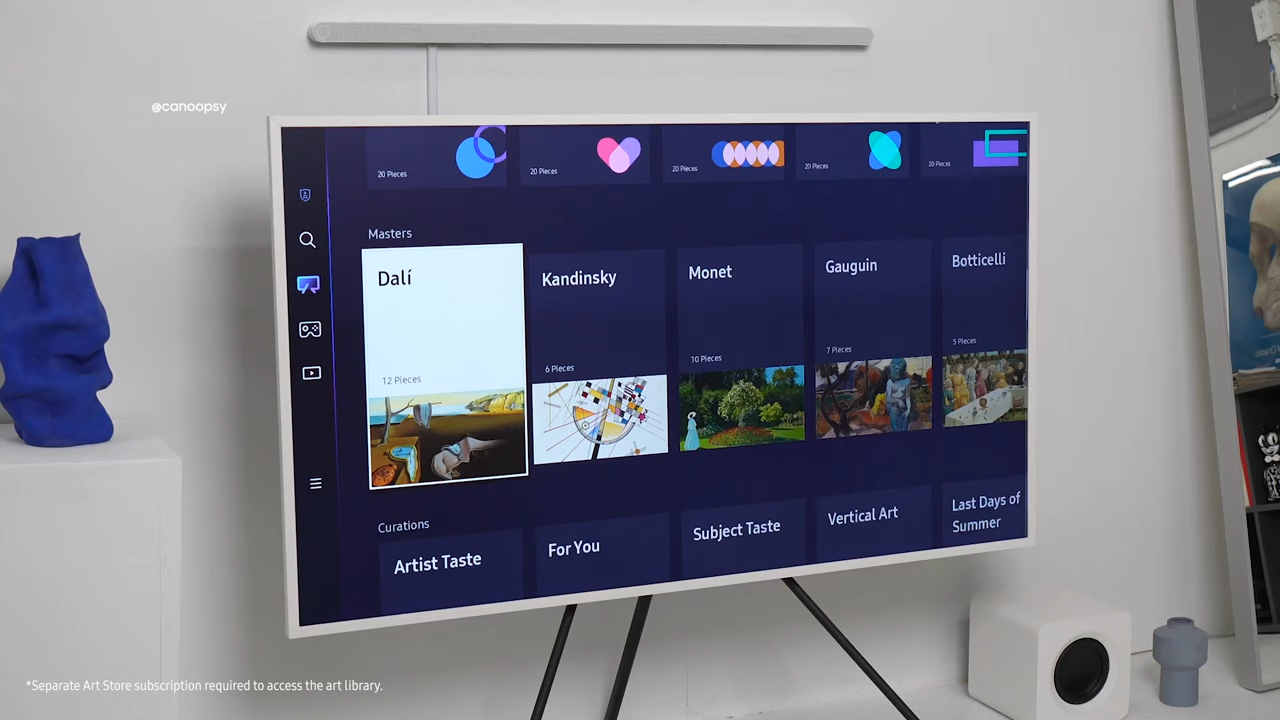 @canoopsy
20 Pieces
20 Pieces
20 Pieces
20 Pieces
20 Pieces
Masters
Dalí
Kandinsky
Monet
Gauguin
Botticelli
12 Pieces
6 Pieces
10 Pieces
7 Pieces
5 Pieces
Curations
Artist Taste
For You
Subject Taste
Vertical Art
Last Days of
Summer
*Separate Art Store subscription required to access the art library.